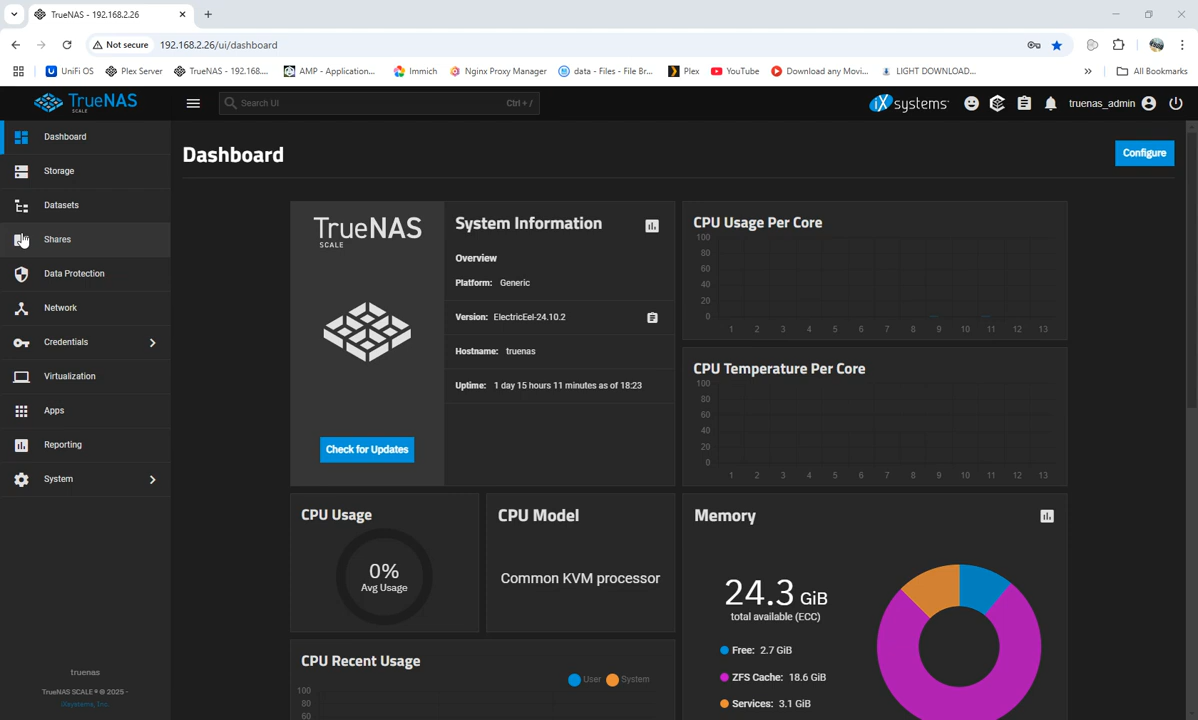 TrueNAS - 192.168.2.26
Not secure
192.168.2.26/ui/dashboard
UniFi OS
Plex Server
TrueNAS - 192.168....
AMP - Application...
Immich
Nginx Proxy Manager
data - Files - File Br...
Plex
YouTube
Download any Movi...
LIGHT DOWNLOAD...
»
All Bookmarks
TrueNAS
SCALE
Search UI
Ctrl + /
iXsystems
truenas_admin
Dashboard
Storage
Datasets
Shares
Data Protection
Network
Credentials
Virtualization
Apps
Reporting
System
truenas
TrueNAS SCALE ® © 2025 -
iXsystems, Inc.
Dashboard
Configure
TrueNAS
SCALE
Check for Updates
System Information
Overview
Platform: Generic
Version: ElectricEel-24.10.2
Hostname: truenas
Uptime: 1 day 15 hours 11 minutes as of 18:23
CPU Usage Per Core
100
80
60
40
20
0
1 2 3 4 5 6 7 8 9 10 11 12 13
CPU Temperature Per Core
100
80
60
40
20
0
1 2 3 4 5 6 7 8 9 10 11 12 13
CPU Usage
0%
Avg Usage
CPU Model
Common KVM processor
Memory
24.3 GiB
total available (ECC)
Free: 2.7 GiB
ZFS Cache: 18.6 GiB
Services: 3.1 GiB
CPU Recent Usage
User System
100
80
60